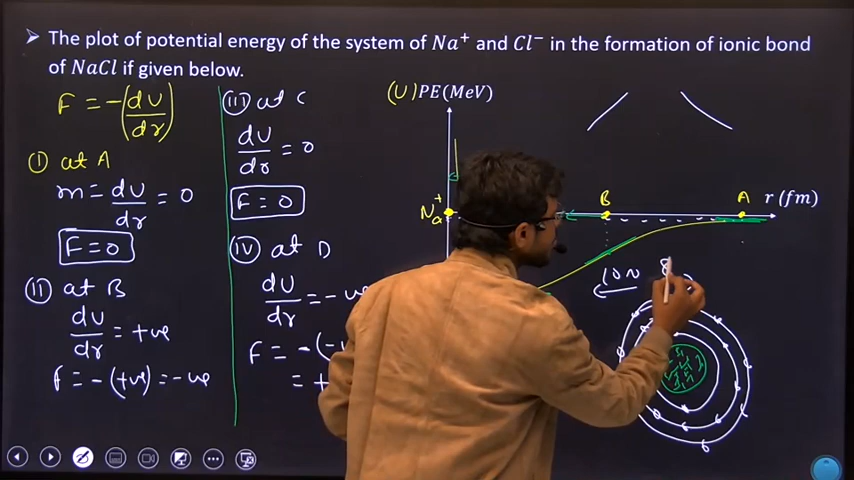 ➢ The plot of potential energy of the system of Na⁺ and Cl⁻ in the formation of ionic bond
of NaCl if given below.
F = -(dU/dr)
(i) at A
m = dU/dr = 0
F = 0
(ii) at B
dU/dr = +ve
F = -(+ve) = -ve
(iii) at C
dU/dr = 0
F = 0
(iv) at D
dU/dr = -ve
F = -(-
= +
(U) PE(MeV)
Na⁺
B
A
r (fm)
10N